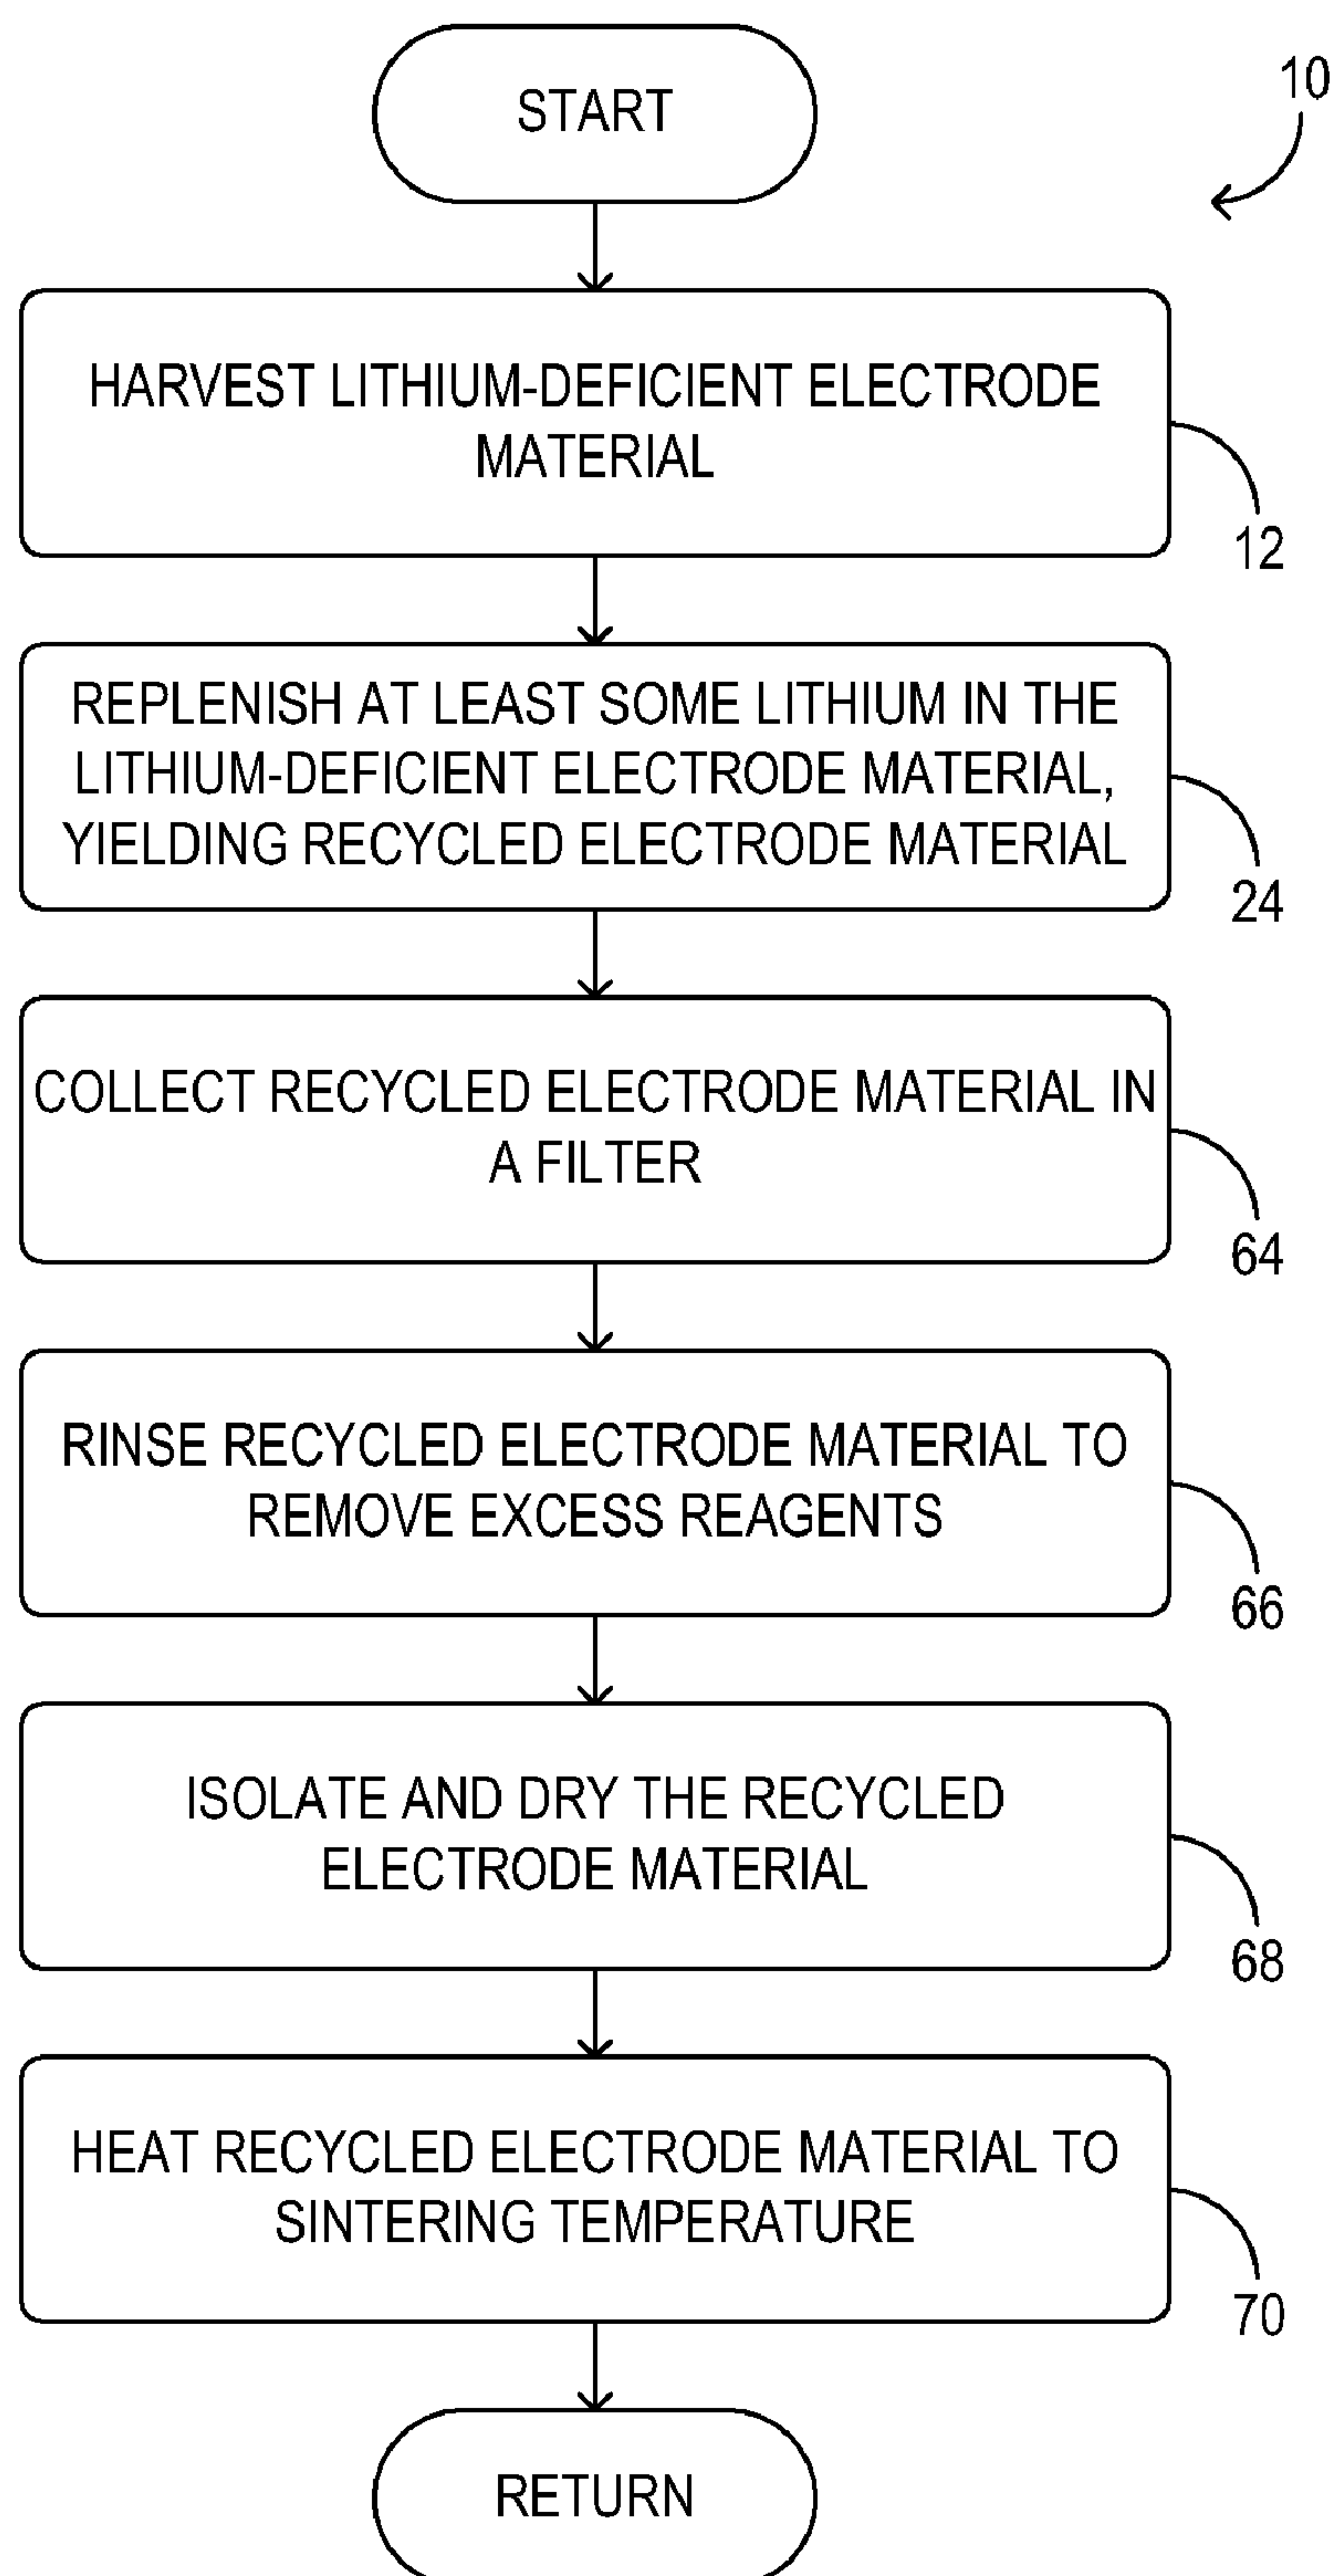 START
10
HARVEST LITHIUM-DEFICIENT ELECTRODE
MATERIAL
12
REPLENISH AT LEAST SOME LITHIUM IN THE
LITHIUM-DEFICIENT ELECTRODE MATERIAL,
YIELDING RECYCLED ELECTRODE MATERIAL
24
COLLECT RECYCLED ELECTRODE MATERIAL IN
A FILTER
64
RINSE RECYCLED ELECTRODE MATERIAL TO
REMOVE EXCESS REAGENTS
66
ISOLATE AND DRY THE RECYCLED
ELECTRODE MATERIAL
68
HEAT RECYCLED ELECTRODE MATERIAL TO
SINTERING TEMPERATURE
70
RETURN